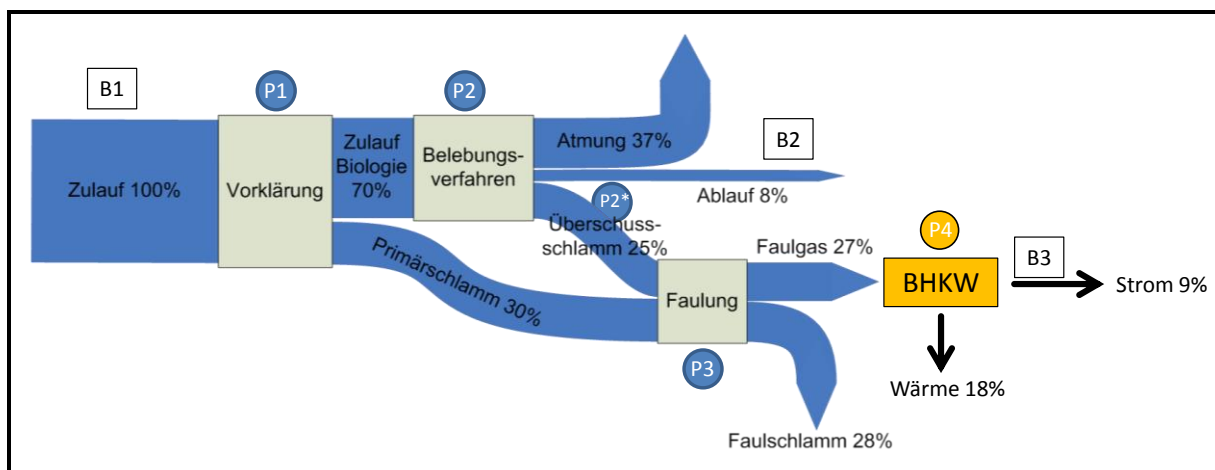 B1
P1
P2
B2
Zulauf 100%
Vorklärung
Zulauf
Biologie
70%
Belebungs-
verfahren
Atmung 37%
Ablauf 8%
P2*
Überschuss-
schlamm 25%
Primärschlamm 30%
Faulung
P3
Faulgas 27%
Faulschlamm 28%
P4
BHKW
B3
Strom 9%
Wärme 18%